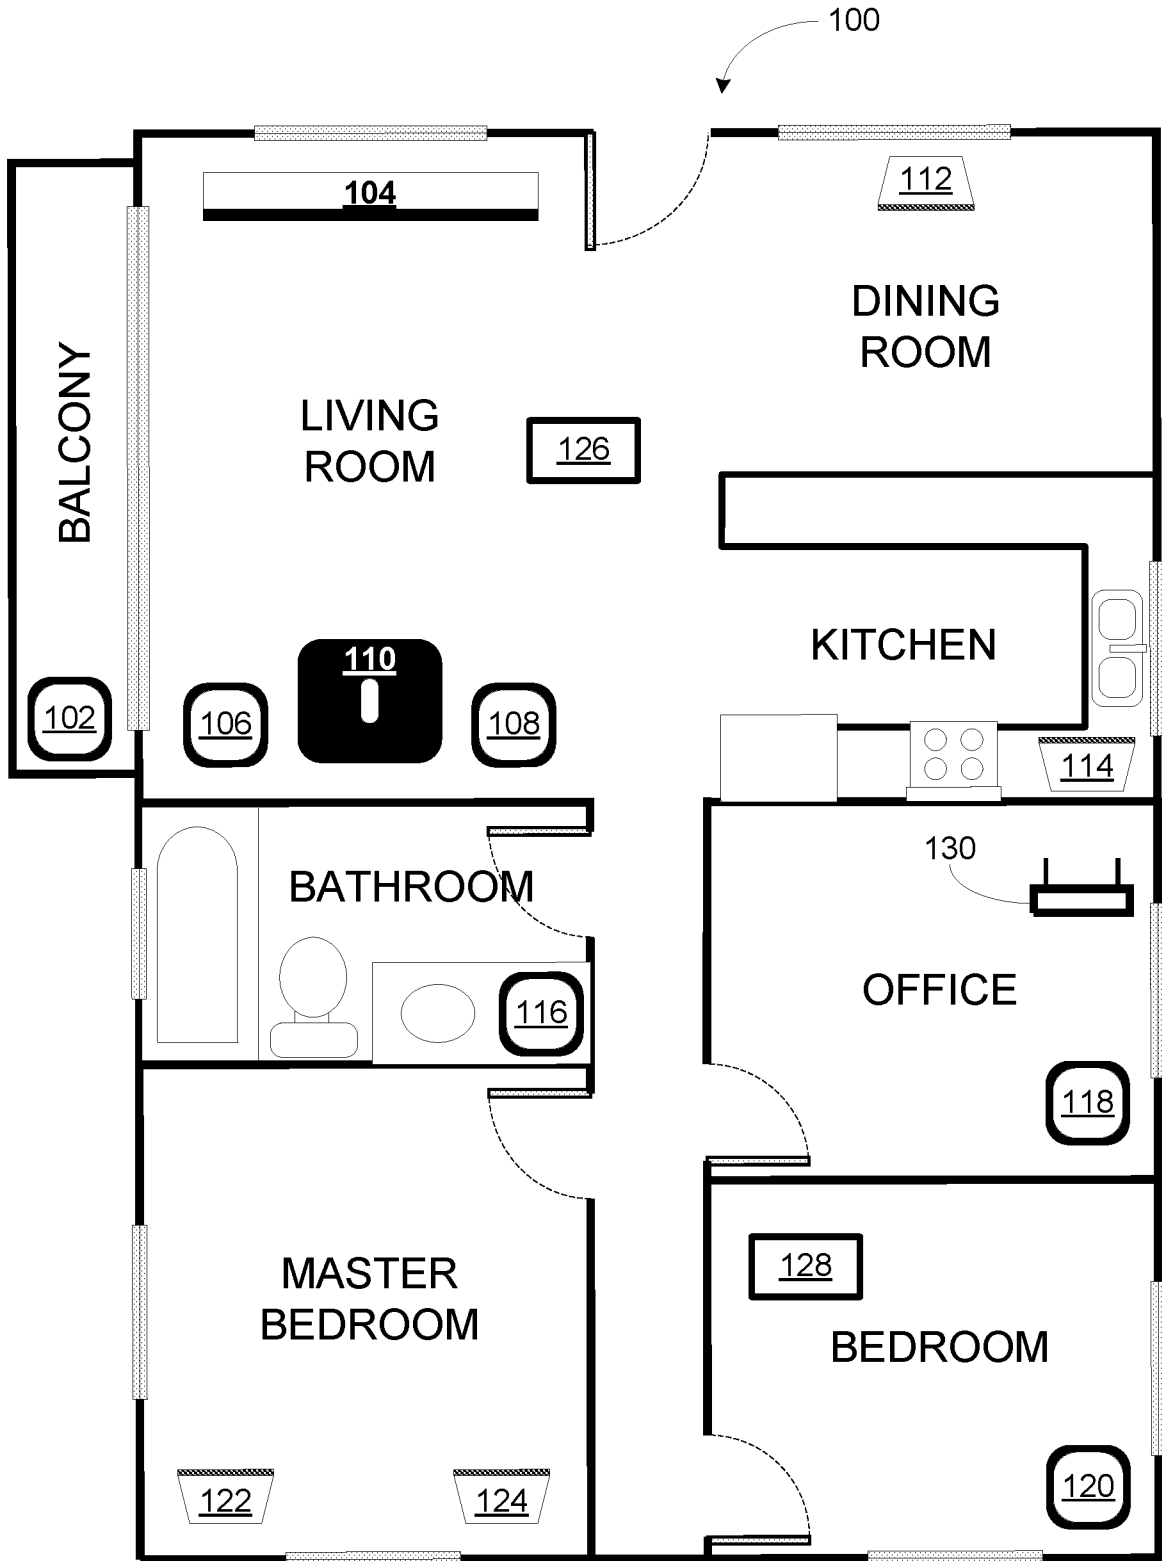 100
104
112
DINING
ROOM
BALCONY
LIVING
ROOM
126
KITCHEN
110
102
106
108
114
130
BATHROOM
OFFICE
116
118
MASTER
BEDROOM
128
BEDROOM
122
124
120